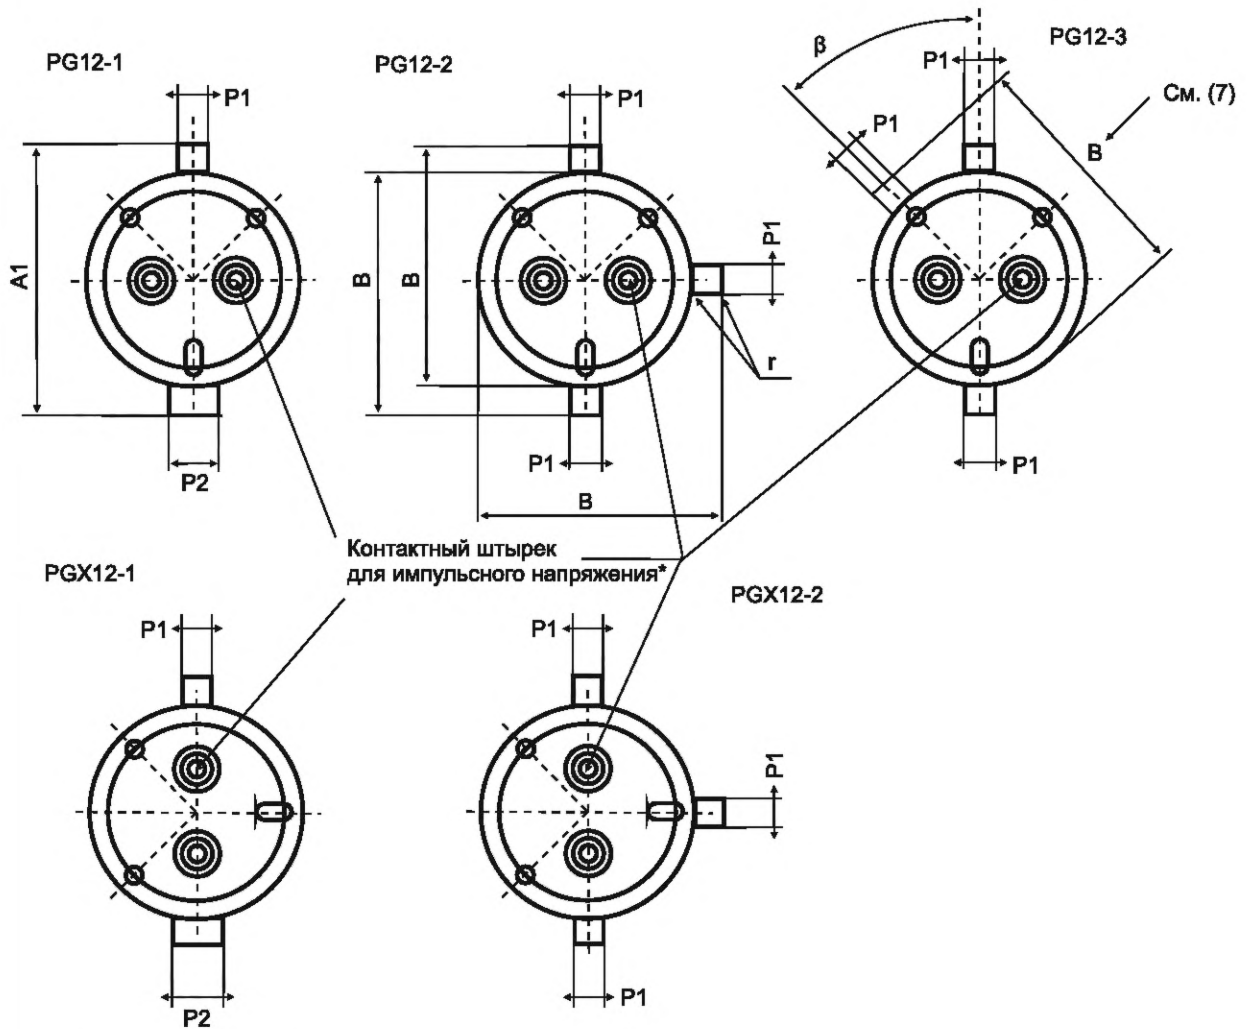 PG12-1
P1
A1
P2
PG12-2
P1
B
B
P1
r
P1
B
PG12-3
β
P1
P1
B
См. (7)
P1
Контактный штырек
для импульсного напряжения*
PGX12-1
P1
P2
PGX12-2
P1
P1
P1